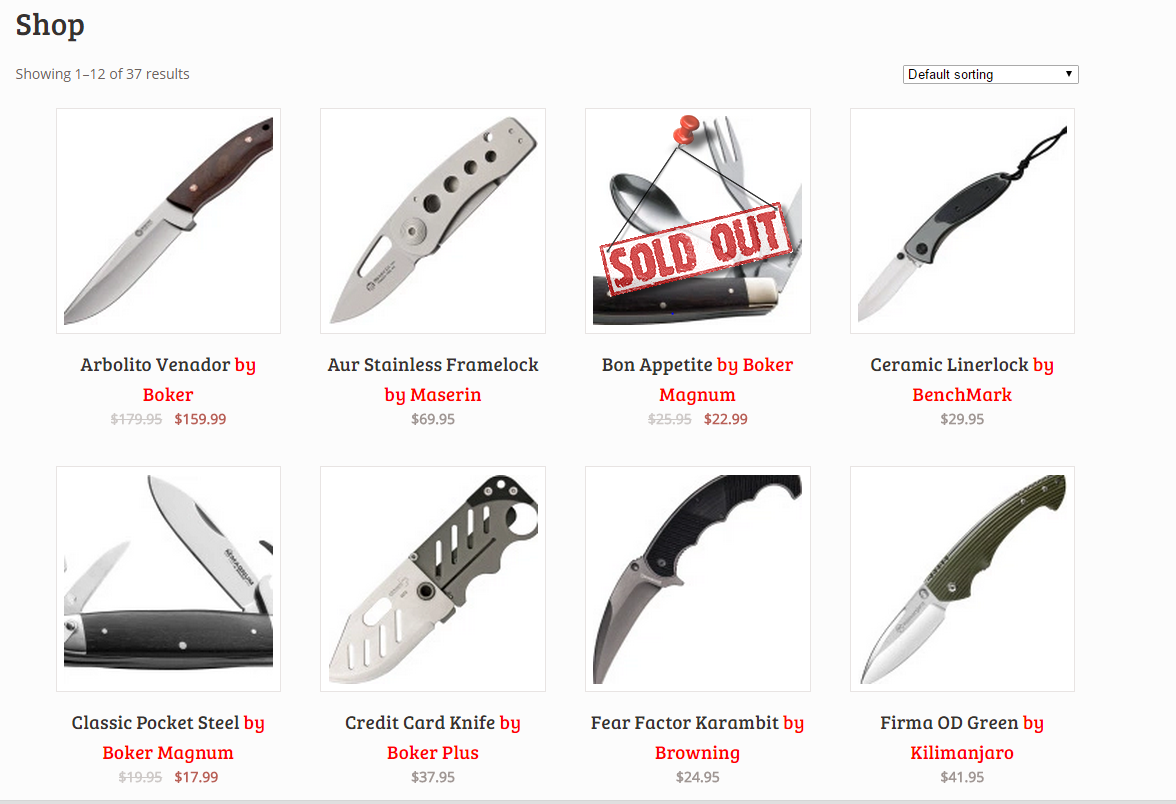 Shop
Showing 1–12 of 37 results
Default sorting
SOLD OUT
Arbolito Venador by
Boker
$179.95 $159.99
Aur Stainless Framelock
by Maserin
$69.95
Bon Appetite by Boker
Magnum
$25.95 $22.99
Ceramic Linerlock by
BenchMark
$29.95
MAGNUM
Classic Pocket Steel by
Boker Magnum
$19.95 $17.99
Credit Card Knife by
Boker Plus
$37.95
Fear Factor Karambit by
Browning
$24.95
Firma OD Green by
Kilimanjaro
$41.95